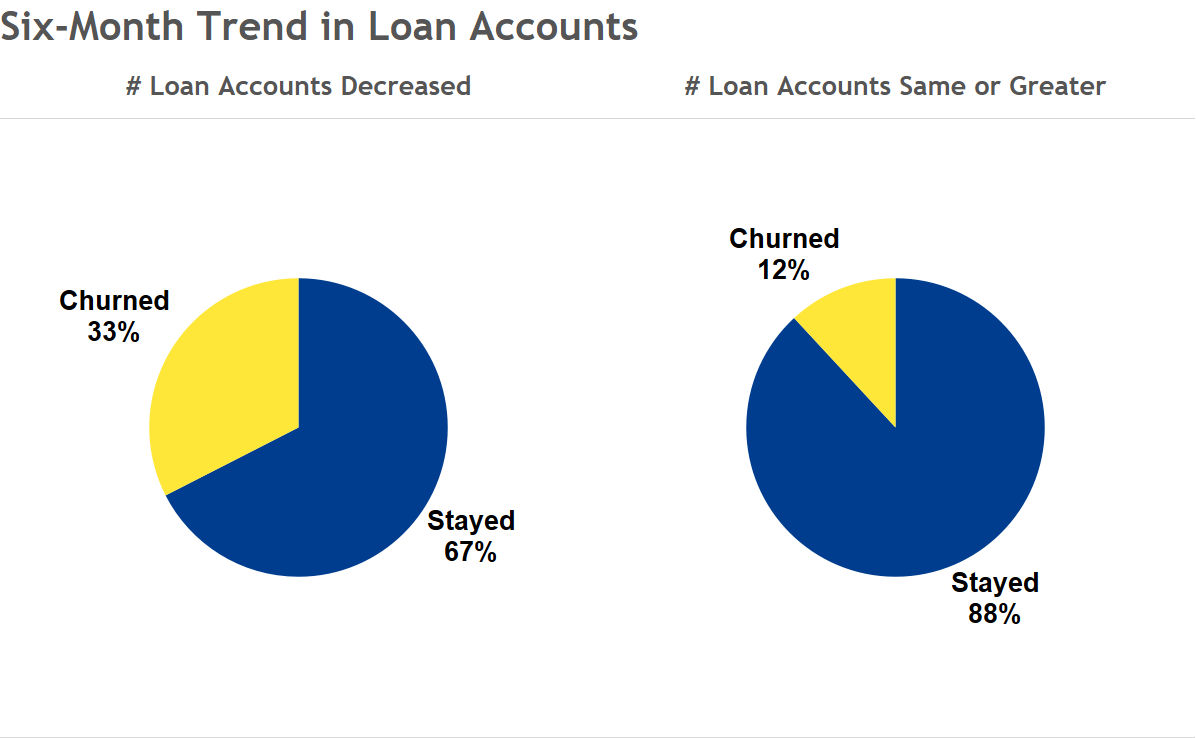 Six-Month Trend in Loan Accounts
# Loan Accounts Decreased
# Loan Accounts Same or Greater
Churned
33%
Stayed
67%
Churned
12%
Stayed
88%